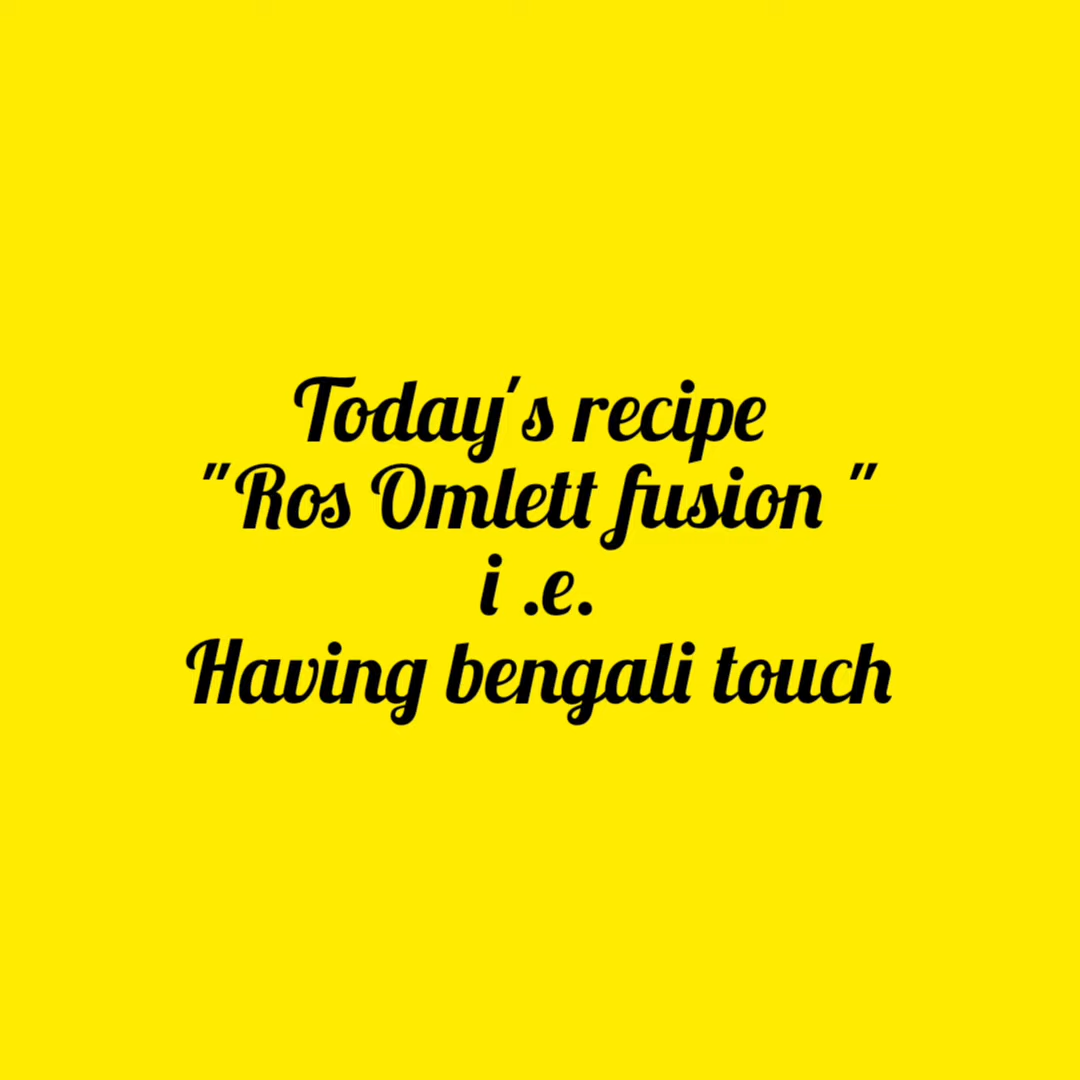 Today's recipe
"Ros Omlett fusion "
i .e.
Having bengali touch